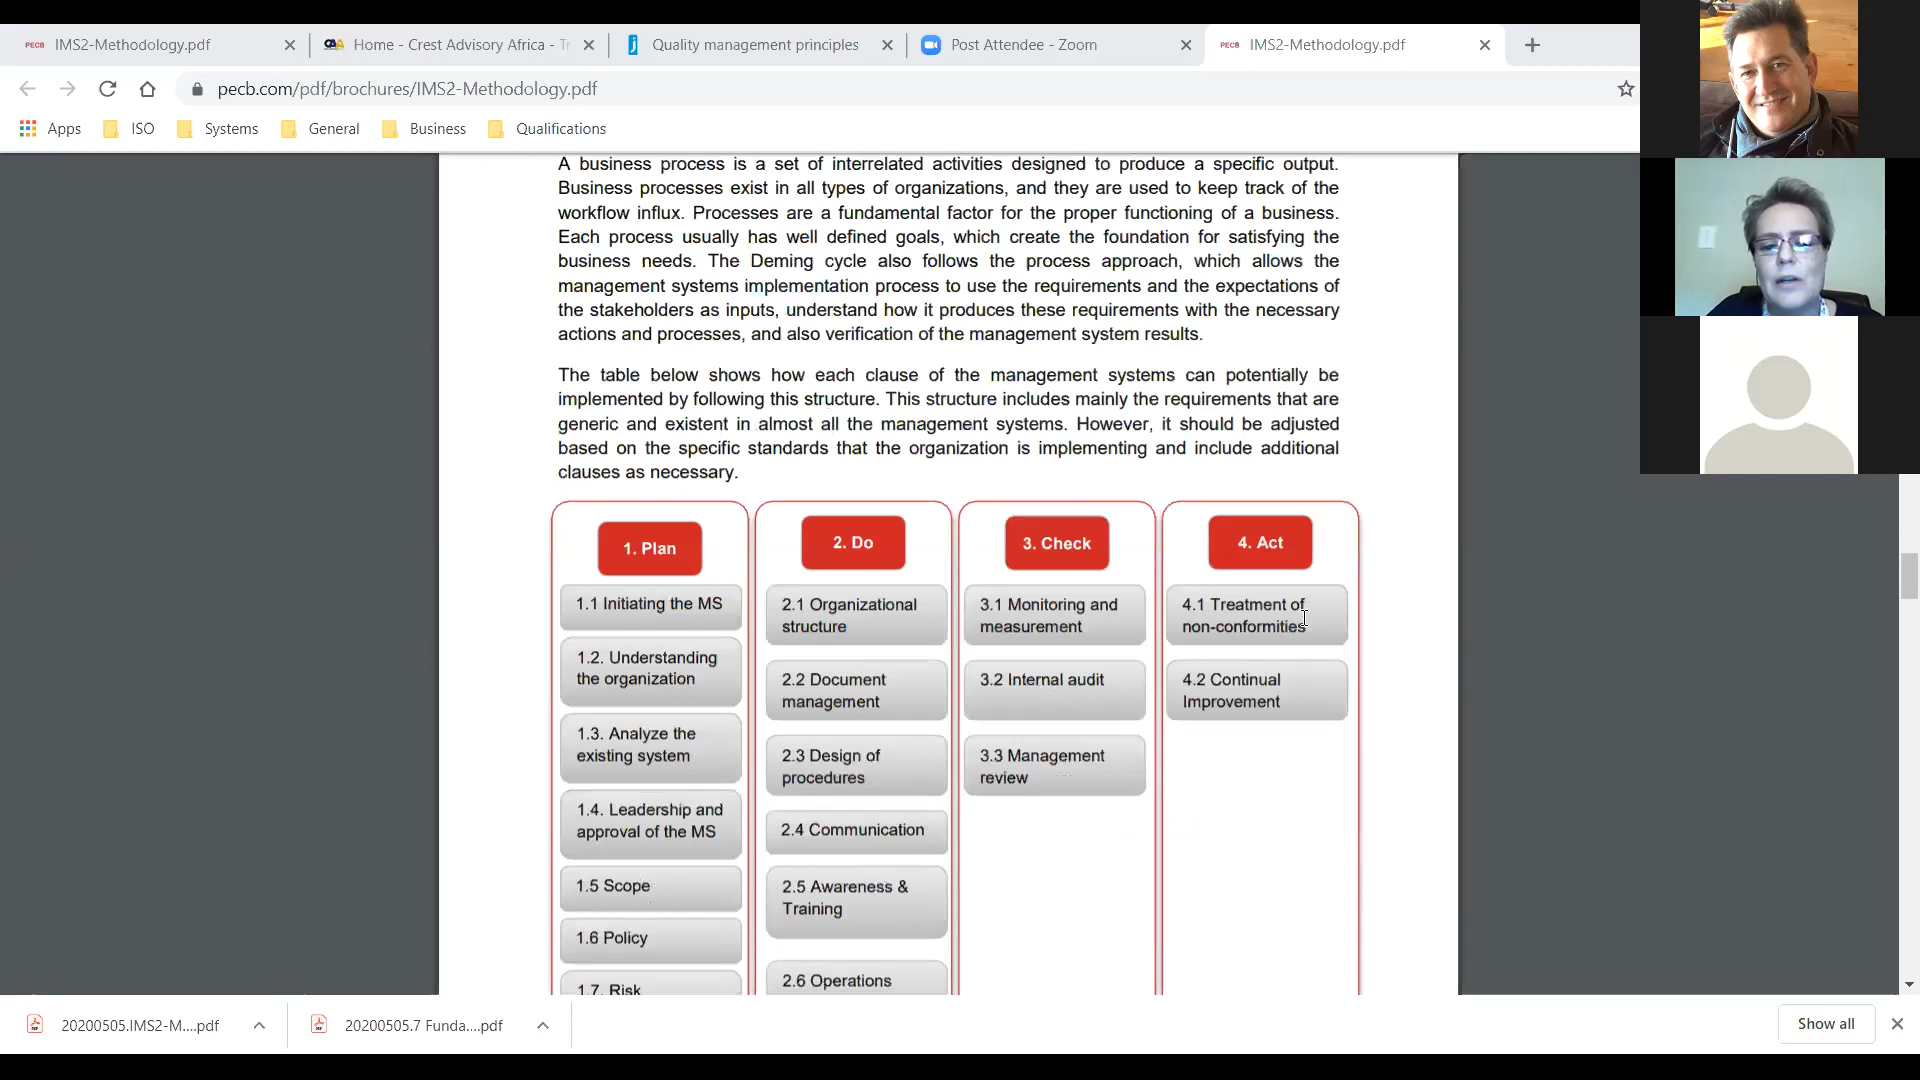 PECB IMS2-Methodology.pdf
Home - Crest Advisory Africa - Tr
Quality management principles
Post Attendee - Zoom
PECB IMS2-Methodology.pdf
pecb.com/pdf/brochures/IMS2-Methodology.pdf
Apps ISO Systems General Business Qualifications
A business process is a set of interrelated activities designed to produce a specific output.
Business processes exist in all types of organizations, and they are used to keep track of the
workflow influx. Processes are a fundamental factor for the proper functioning of a business.
Each process usually has well defined goals, which create the foundation for satisfying the
business needs. The Deming cycle also follows the process approach, which allows the
management systems implementation process to use the requirements and the expectations of
the stakeholders as inputs, understand how it produces these requirements with the necessary
actions and processes, and also verification of the management system results.
The table below shows how each clause of the management systems can potentially be
implemented by following this structure. This structure includes mainly the requirements that are
generic and existent in almost all the management systems. However, it should be adjusted
based on the specific standards that the organization is implementing and include additional
clauses as necessary.
1. Plan
1.1 Initiating the MS
1.2. Understanding
the organization
1.3. Analyze the
existing system
1.4. Leadership and
approval of the MS
1.5 Scope
1.6 Policy
1.7. Risk
2. Do
2.1 Organizational
structure
2.2 Document
management
2.3 Design of
procedures
2.4 Communication
2.5 Awareness &
Training
2.6 Operations
3. Check
3.1 Monitoring and
measurement
3.2 Internal audit
3.3 Management
review
4. Act
4.1 Treatment of
non-conformities
4.2 Continual
Improvement
20200505.IMS2-M....pdf
20200505.7 Funda....pdf
Show all